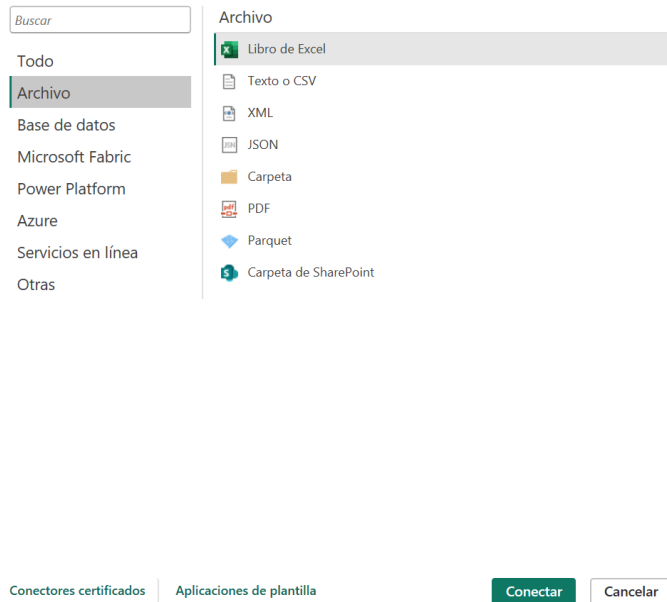 Buscar
Todo
Archivo
Base de datos
Microsoft Fabric
Power Platform
Azure
Servicios en línea
Otras
Archivo
Libro de Excel
Texto o CSV
XML
JSON
Carpeta
PDF
Parquet
Carpeta de SharePoint
Conectores certificados
Aplicaciones de plantilla
Conectar
Cancelar